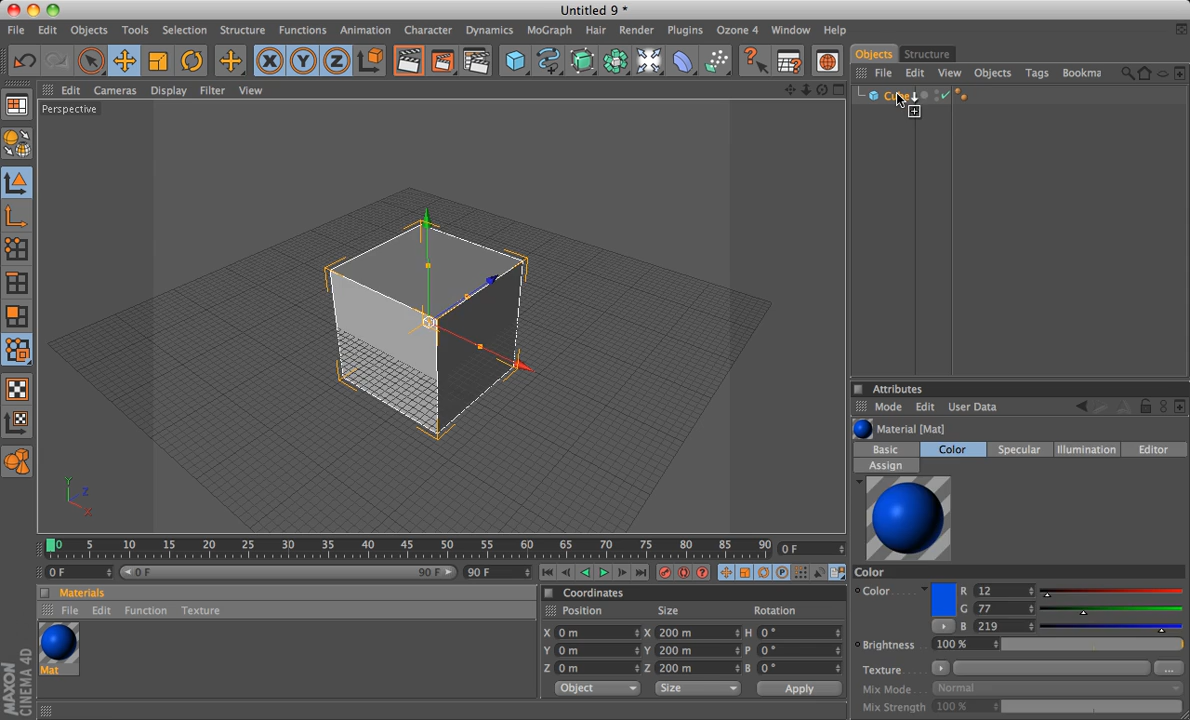 Untitled 9 *
File Edit Objects Tools Selection Structure Functions Animation Character Dynamics MoGraph Hair Render Plugins Ozone 4 Window Help
Objects Structure
File Edit View Objects Tags Bookma
Edit Cameras Display Filter View
Perspective
Cube
X Y Z
Y
Z
X
Attributes
Mode Edit User Data
Material [Mat]
Basic Color Specular Illumination Editor
Assign
0 5 10 15 20 25 30 35 40 45 50 55 60 65 70 75 80 85 90 0 F
0 F 0 F 90 F 90 F
Color
Color R 12
G 77
B 219
Brightness 100 %
Texture ...
Mix Mode Normal
Mix Strength 100 %
Materials
File Edit Function Texture
Mat
Coordinates
Position Size Rotation
X 0 m X 200 m H 0 °
Y 0 m Y 200 m P 0 °
Z 0 m Z 200 m B 0 °
Object Size Apply
MAXON
CINEMA 4D